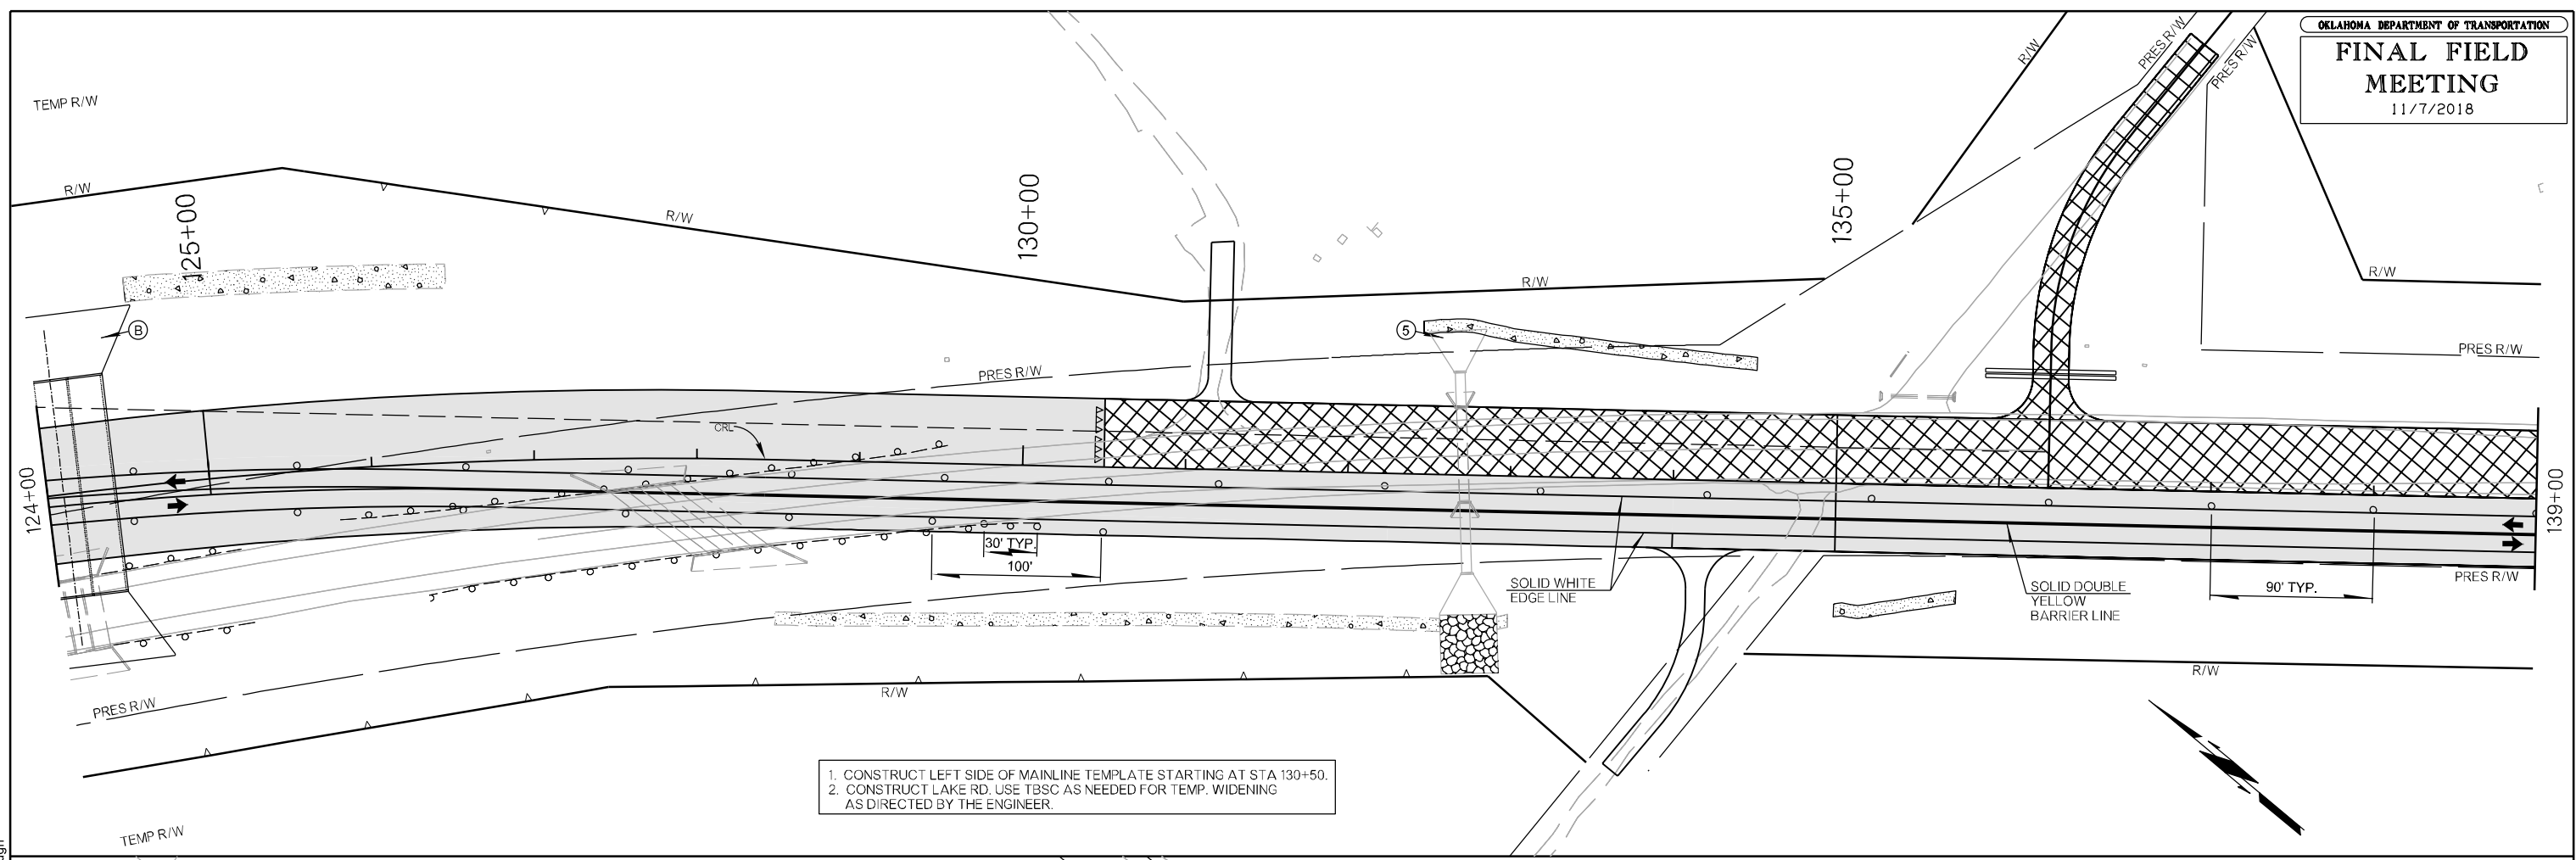 OKLAHOMA DEPARTMENT OF TRANSPORTATION
FINAL FIELD
MEETING
11/7/2018
TEMP R/W
R/W
R/W
R/W
R/W
R/W
PRES R/W
PRES R/W
125+00
130+00
135+00
B
5
PRES R/W
PRES R/W
CRL
124+00
139+00
30' TYP.
100'
SOLID WHITE
EDGE LINE
SOLID DOUBLE
YELLOW
BARRIER LINE
90' TYP.
PRES R/W
PRES R/W
R/W
R/W
1. CONSTRUCT LEFT SIDE OF MAINLINE TEMPLATE STARTING AT STA 130+50.
2. CONSTRUCT LAKE RD. USE TBSC AS NEEDED FOR TEMP. WIDENING
AS DIRECTED BY THE ENGINEER.
TEMP R/W